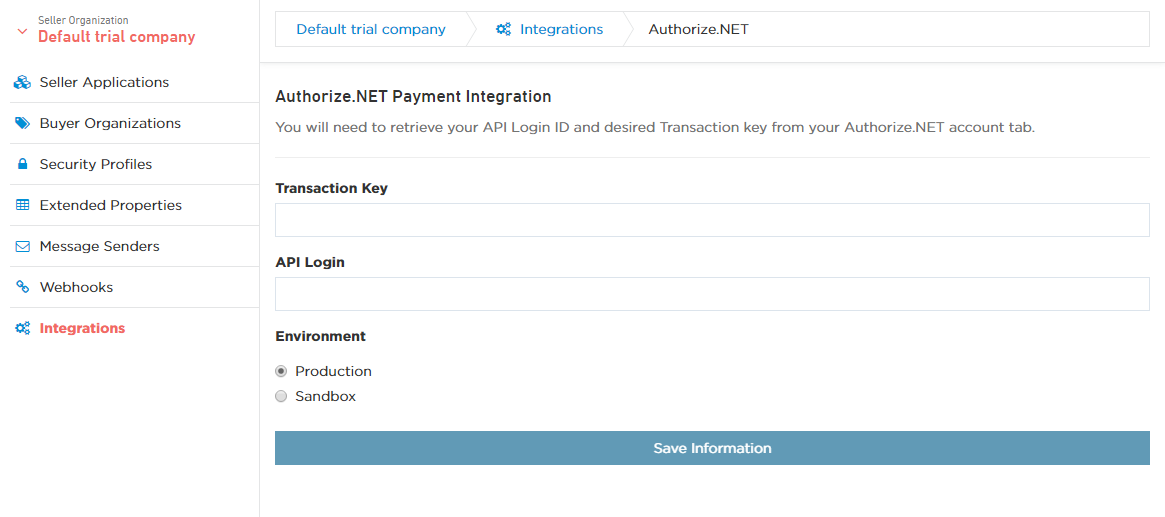 Seller Organization
Default trial company
Seller Applications
Buyer Organizations
Security Profiles
Extended Properties
Message Senders
Webhooks
Integrations
Default trial company
Integrations
Authorize.NET
Authorize.NET Payment Integration
You will need to retrieve your API Login ID and desired Transaction key from your Authorize.NET account tab.
Transaction Key
API Login
Environment
Production
Sandbox
Save Information